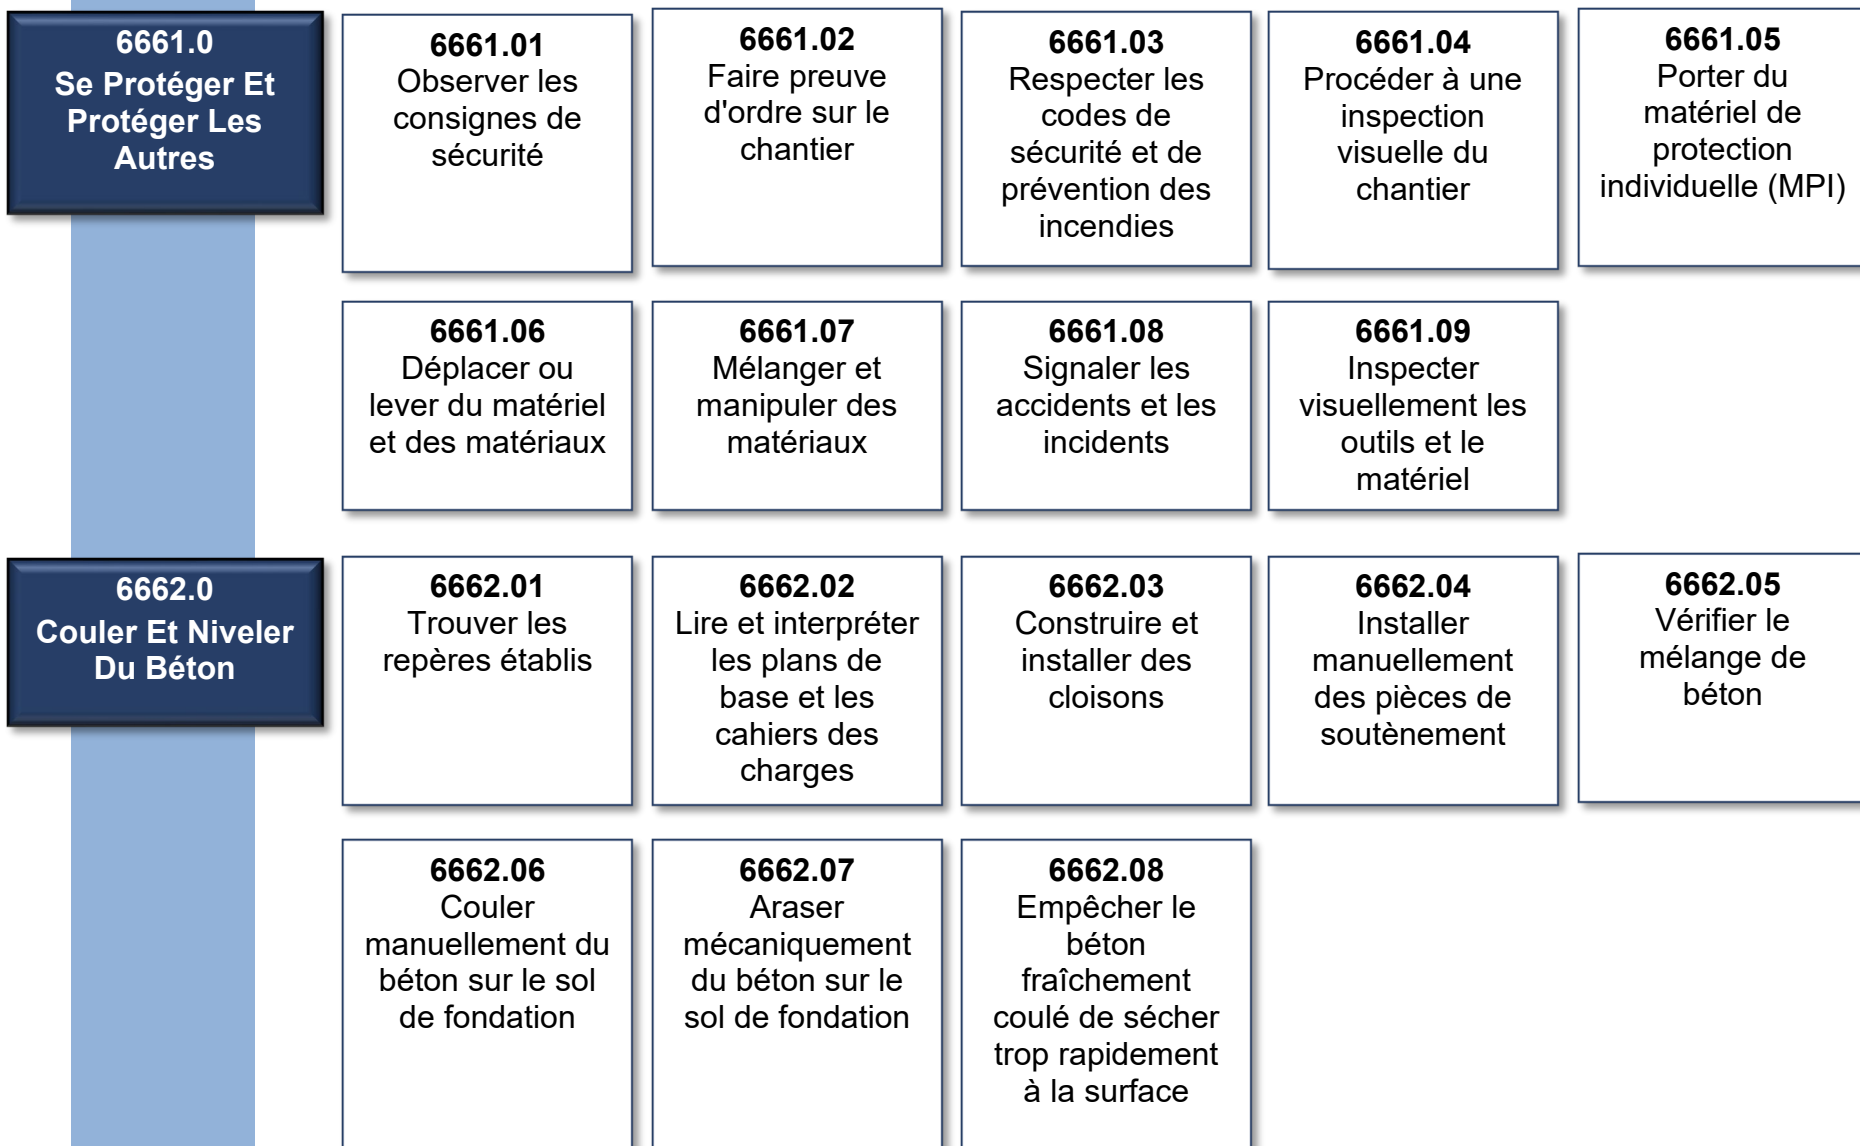 6661.0
Se Protéger Et
Protéger Les
Autres
6661.01
Observer les
consignes de
sécurité
6661.02
Faire preuve
d'ordre sur le
chantier
6661.03
Respecter les
codes de
sécurité et de
prévention des
incendies
6661.04
Procéder à une
inspection
visuelle du
chantier
6661.05
Porter du
matériel de
protection
individuelle (MPI)
6661.06
Déplacer ou
lever du matériel
et des matériaux
6661.07
Mélanger et
manipuler des
matériaux
6661.08
Signaler les
accidents et les
incidents
6661.09
Inspecter
visuellement les
outils et le
matériel
6662.0
Couler Et Niveler
Du Béton
6662.01
Trouver les
repères établis
6662.02
Lire et interpréter
les plans de
base et les
cahiers des
charges
6662.03
Construire et
installer des
cloisons
6662.04
Installer
manuellement
des pièces de
soutènement
6662.05
Vérifier le
mélange de
béton
6662.06
Couler
manuellement du
béton sur le sol
de fondation
6662.07
Araser
mécaniquement
du béton sur le
sol de fondation
6662.08
Empêcher le
béton
fraîchement
coulé de sécher
trop rapidement
à la surface